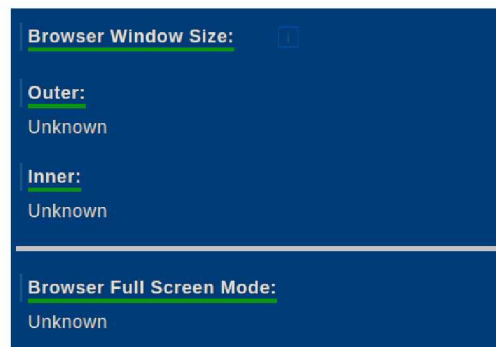 Browser Window Size:
Outer:
Unknown
Inner:
Unknown
Browser Full Screen Mode:
Unknown